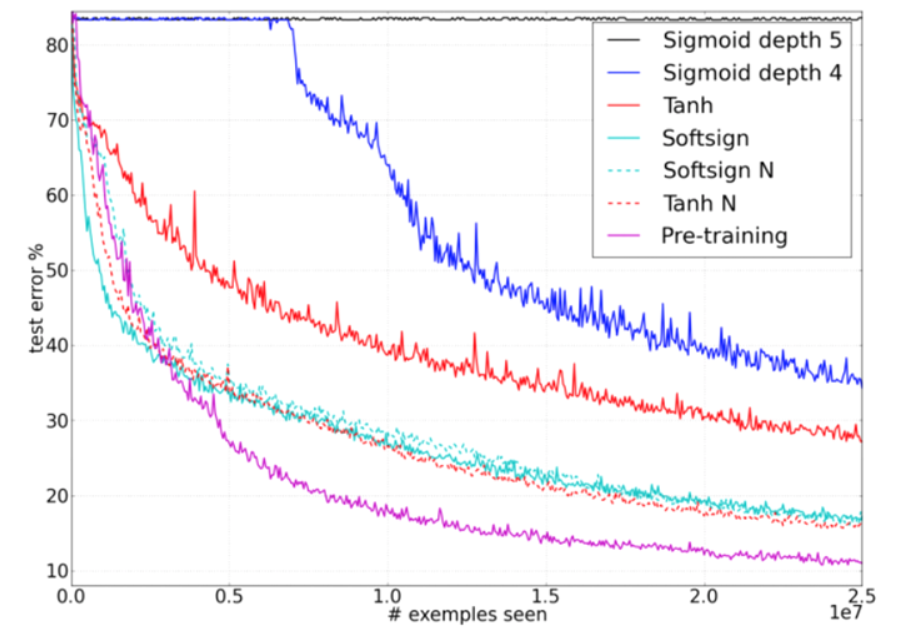 80
70
60
50
40
30
20
10
test error %
Sigmoid depth 5
Sigmoid depth 4
Tanh
Softsign
Softsign N
Tanh N
Pre-training
0.0 0.5 1.0 1.5 2.0 2.5
# exemples seen
1e7